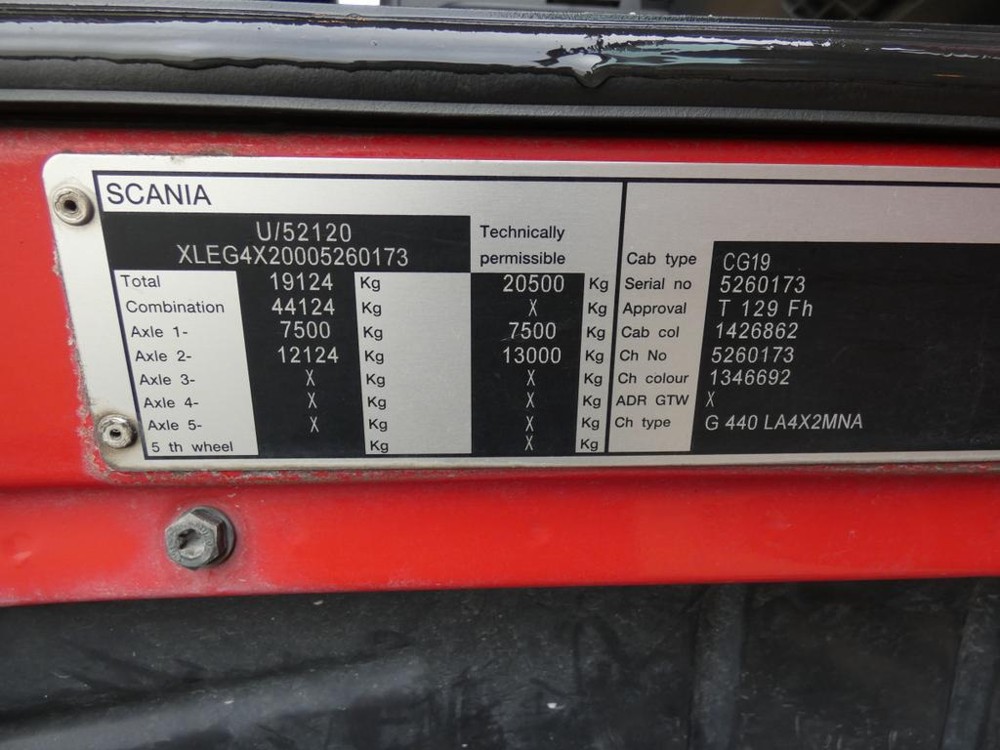 SCANIA
U/52120
XLEG4X20005260173
Technically
permissible
Total 19124 Kg 20500 Kg
Combination 44124 Kg X Kg
Axle 1- 7500 Kg 7500 Kg
Axle 2- 12124 Kg 13000 Kg
Axle 3- X Kg X Kg
Axle 4- X Kg X Kg
Axle 5- X Kg X Kg
5 th wheel Kg X Kg
Cab type CG19
Serial no 5260173
Approval T 129 Fh
Cab col 1426862
Ch No 5260173
Ch colour 1346692
ADR GTW X
Ch type G 440 LA4X2MNA